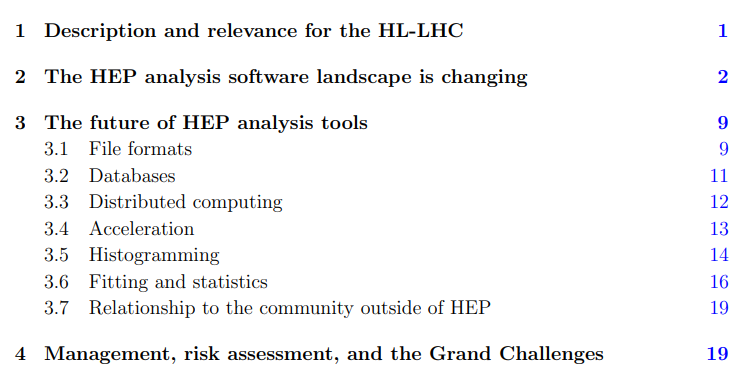 1 Description and relevance for the HL-LHC 1
2 The HEP analysis software landscape is changing 2
3 The future of HEP analysis tools 9
3.1 File formats 9
3.2 Databases 11
3.3 Distributed computing 12
3.4 Acceleration 13
3.5 Histogramming 14
3.6 Fitting and statistics 16
3.7 Relationship to the community outside of HEP 19
4 Management, risk assessment, and the Grand Challenges 19